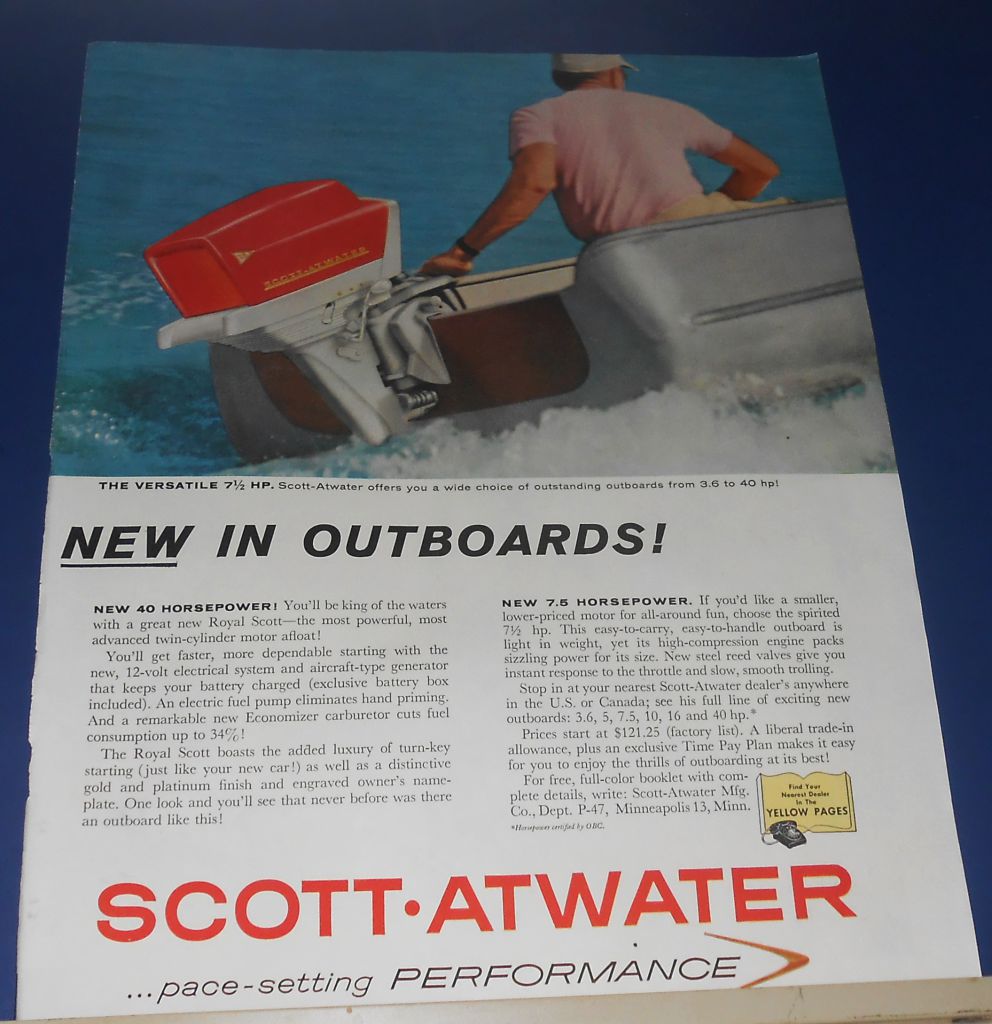 SCOTT-ATWATER
THE VERSATILE 7½ HP. Scott-Atwater offers you a wide choice of outstanding outboards from 3.6 to 40 hp!
NEW IN OUTBOARDS!
NEW 40 HORSEPOWER! You'll be king of the waters
with a great new Royal Scott—the most powerful, most
advanced twin-cylinder motor afloat!
You'll get faster, more dependable starting with the
new, 12-volt electrical system and aircraft-type generator
that keeps your battery charged (exclusive battery box
included). An electric fuel pump eliminates hand priming.
And a remarkable new Economizer carburetor cuts fuel
consumption up to 34%!
The Royal Scott boasts the added luxury of turn-key
starting (just like your new car!) as well as a distinctive
gold and platinum finish and engraved owner's name-
plate. One look and you'll see that never before was there
an outboard like this!
NEW 7.5 HORSEPOWER. If you'd like a smaller,
lower-priced motor for all-around fun, choose the spirited
7½ hp. This easy-to-carry, easy-to-handle outboard is
light in weight, yet its high-compression engine packs
sizzling power for its size. New steel reed valves give you
instant response to the throttle and slow, smooth trolling.
Stop in at your nearest Scott-Atwater dealer's anywhere
in the U.S. or Canada; see his full line of exciting new
outboards: 3.6, 5, 7.5, 10, 16 and 40 hp.*
Prices start at $121.25 (factory list). A liberal trade-in
allowance, plus an exclusive Time Pay Plan makes it easy
for you to enjoy the thrills of outboarding at its best!
For free, full-color booklet with com-
plete details, write: Scott-Atwater Mfg.
Co., Dept. P-47, Minneapolis 13, Minn.
*Horsepower certified by OBC.
Find Your
Nearest Dealer
In The
YELLOW PAGES
SCOTT•ATWATER
...pace-setting PERFORMANCE